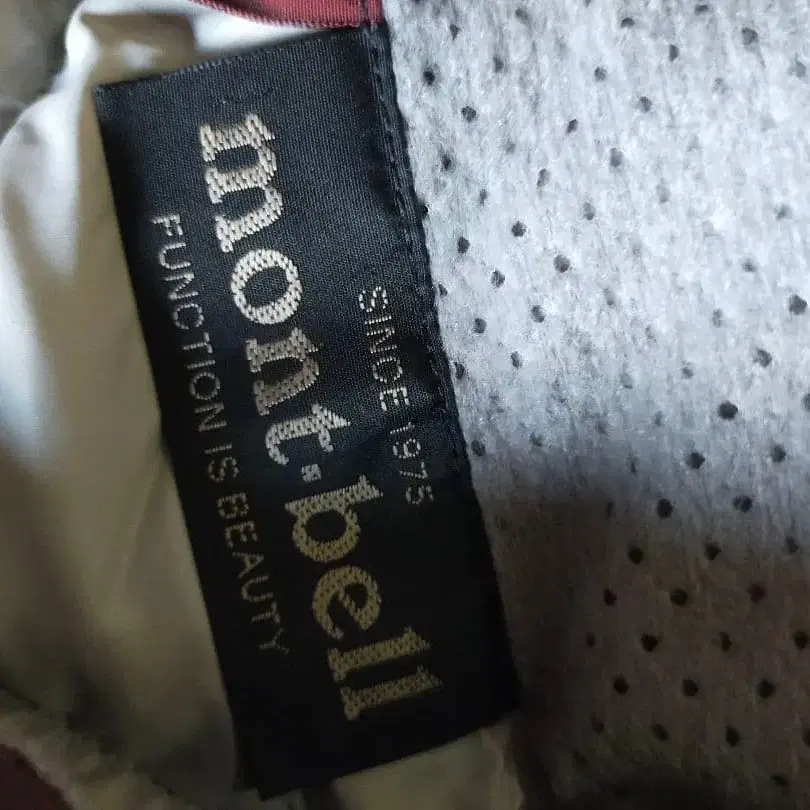 SINCE 1975
mont·bell
FUNCTION IS BEAUTY